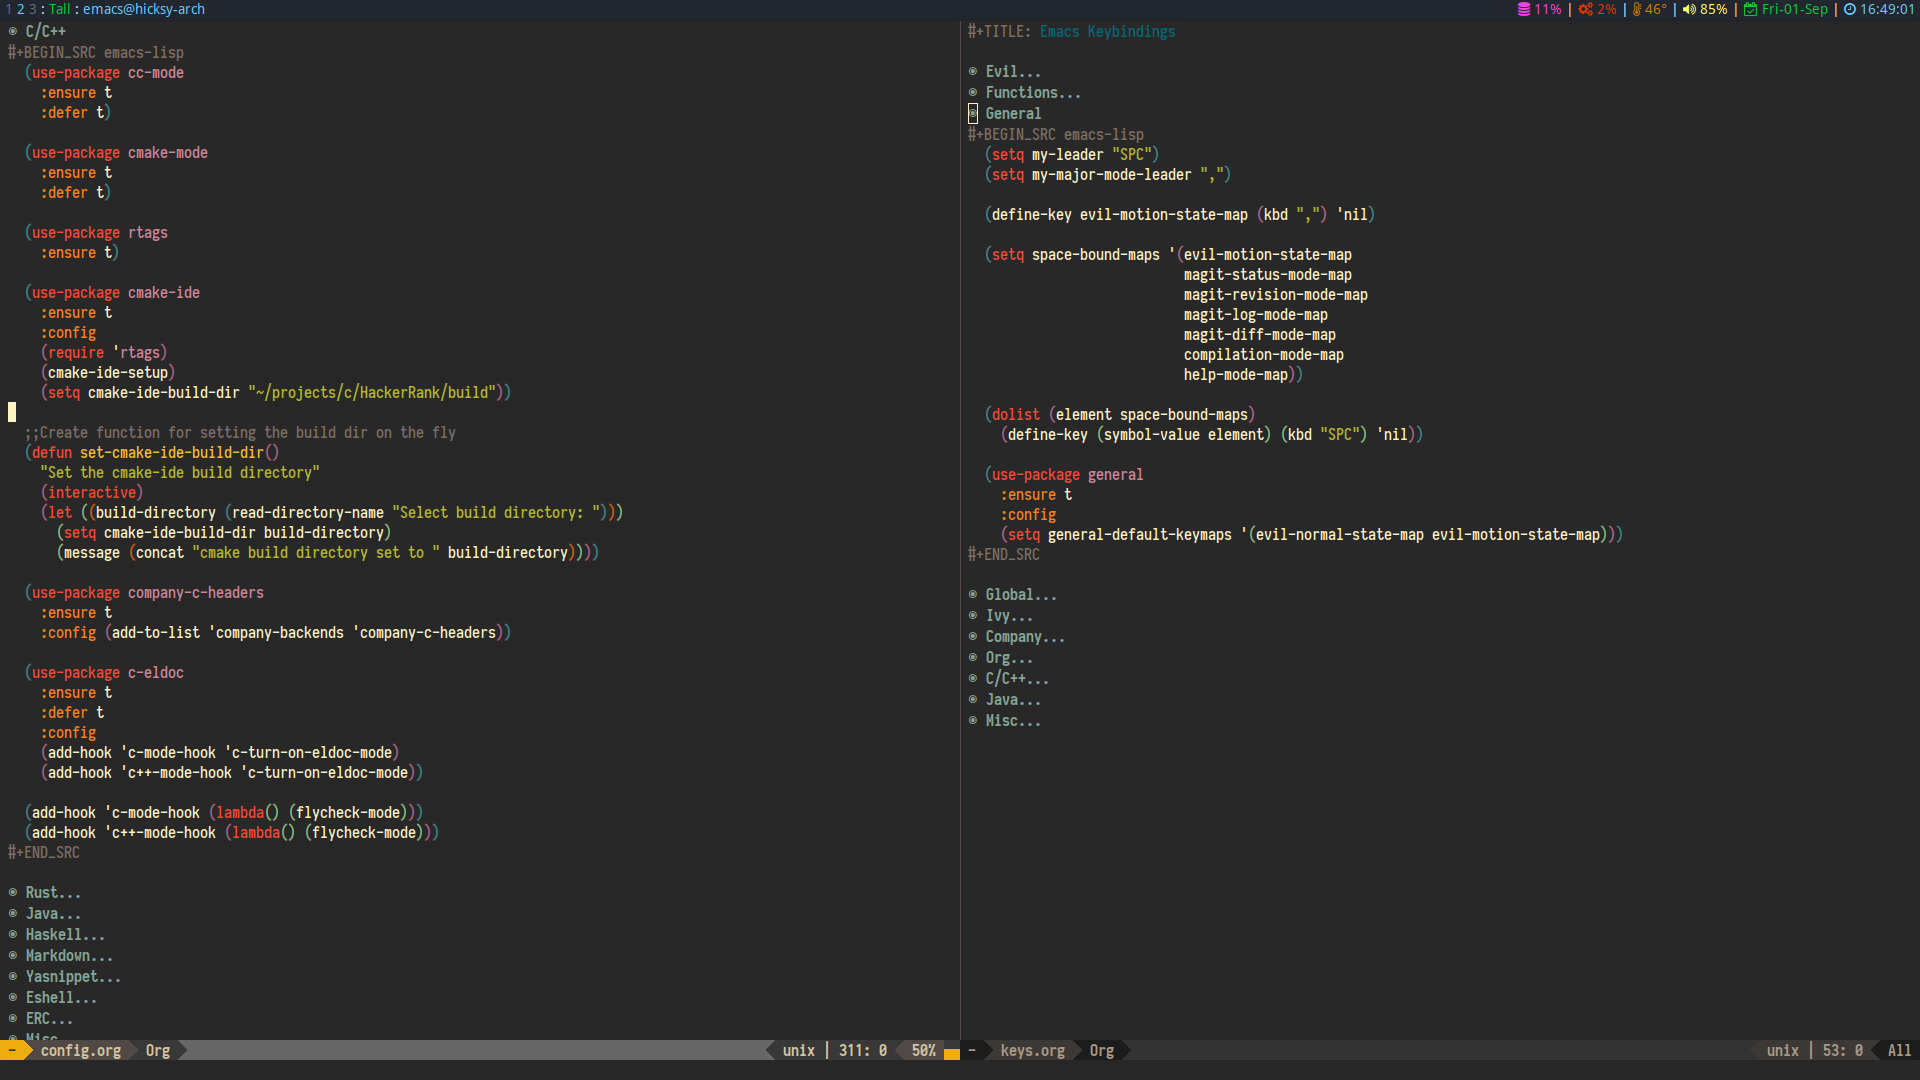 1 2 3 : Tall : emacs@hicksy-arch
11% | 2% | 46° | 85% | Fri-01-Sep | 16:49:01
C/C++
#+BEGIN_SRC emacs-lisp
(use-package cc-mode
:ensure t
:defer t)
(use-package cmake-mode
:ensure t
:defer t)
(use-package rtags
:ensure t)
(use-package cmake-ide
:ensure t
:config
(require 'rtags)
(cmake-ide-setup)
(setq cmake-ide-build-dir "~/projects/c/HackerRank/build"))
;;Create function for setting the build dir on the fly
(defun set-cmake-ide-build-dir()
"Set the cmake-ide build directory"
(interactive)
(let ((build-directory (read-directory-name "Select build directory: ")))
(setq cmake-ide-build-dir build-directory)
(message (concat "cmake build directory set to " build-directory))))
(use-package company-c-headers
:ensure t
:config (add-to-list 'company-backends 'company-c-headers))
(use-package c-eldoc
:ensure t
:defer t
:config
(add-hook 'c-mode-hook 'c-turn-on-eldoc-mode)
(add-hook 'c++-mode-hook 'c-turn-on-eldoc-mode))
(add-hook 'c-mode-hook (lambda() (flycheck-mode)))
(add-hook 'c++-mode-hook (lambda() (flycheck-mode)))
#+END_SRC
Rust...
Java...
Haskell...
Markdown...
Yasnippet...
Eshell...
ERC...
Misc...
- config.org Org unix | 311: 0 50%
#+TITLE: Emacs Keybindings
Evil...
Functions...
General
#+BEGIN_SRC emacs-lisp
(setq my-leader "SPC")
(setq my-major-mode-leader ",")
(define-key evil-motion-state-map (kbd ",") 'nil)
(setq space-bound-maps '(evil-motion-state-map
magit-status-mode-map
magit-revision-mode-map
magit-log-mode-map
magit-diff-mode-map
compilation-mode-map
help-mode-map))
(dolist (element space-bound-maps)
(define-key (symbol-value element) (kbd "SPC") 'nil))
(use-package general
:ensure t
:config
(setq general-default-keymaps '(evil-normal-state-map evil-motion-state-map)))
#+END_SRC
Global...
Ivy...
Company...
Org...
C/C++...
Java...
Misc...
- keys.org Org unix | 53: 0 All